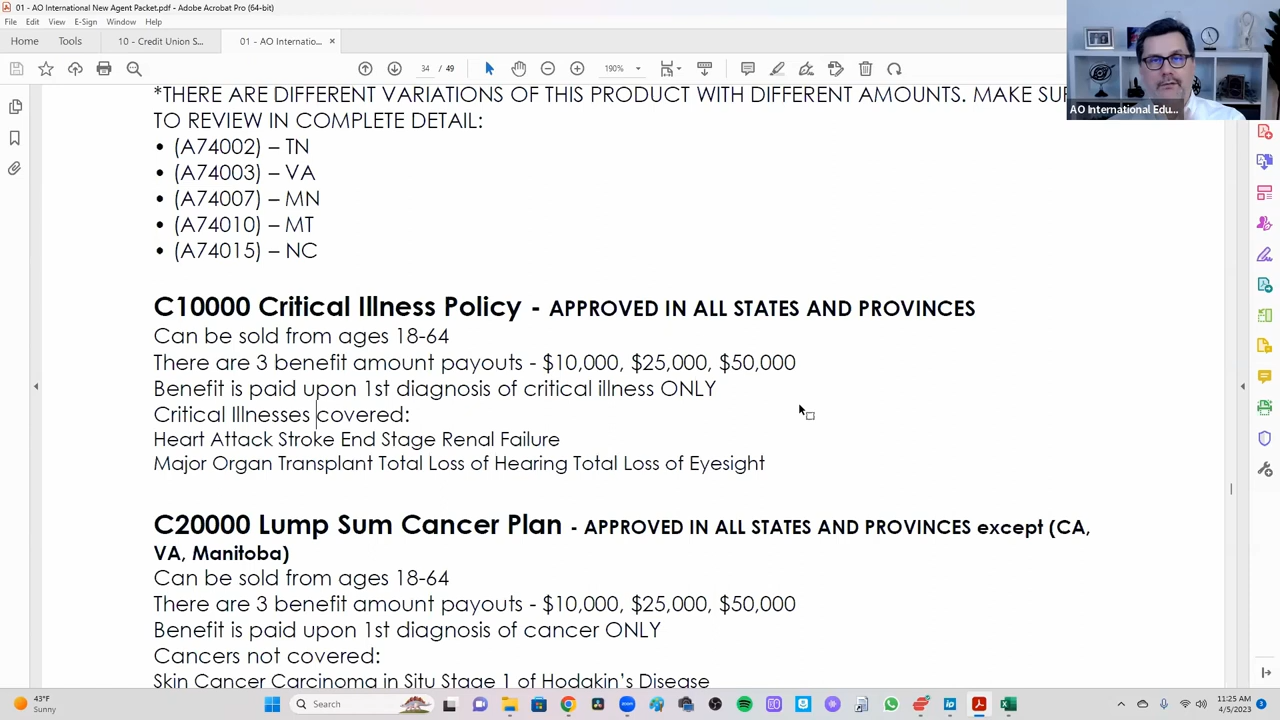 01 - AO International New Agent Packet.pdf - Adobe Acrobat Pro (64-bit)
File Edit View E-Sign Window Help
Home Tools 10 - Credit Union S... 01 - AO Internatio... ×
34 / 49 190%
AO International Edu...
*THERE ARE DIFFERENT VARIATIONS OF THIS PRODUCT WITH DIFFERENT AMOUNTS. MAKE
TO REVIEW IN COMPLETE DETAIL:
• (A74002) – TN
• (A74003) – VA
• (A74007) – MN
• (A74010) – MT
• (A74015) – NC
C10000 Critical Illness Policy - APPROVED IN ALL STATES AND PROVINCES
Can be sold from ages 18-64
There are 3 benefit amount payouts - $10,000, $25,000, $50,000
Benefit is paid upon 1st diagnosis of critical illness ONLY
Critical Illnesses covered:
Heart Attack Stroke End Stage Renal Failure
Major Organ Transplant Total Loss of Hearing Total Loss of Eyesight
C20000 Lump Sum Cancer Plan - APPROVED IN ALL STATES AND PROVINCES except (CA,
VA, Manitoba)
Can be sold from ages 18-64
There are 3 benefit amount payouts - $10,000, $25,000, $50,000
Benefit is paid upon 1st diagnosis of cancer ONLY
Cancers not covered:
Skin Cancer Carcinoma in Situ Stage 1 of Hodgkin's Disease
43°F
Sunny
Search
11:25 AM
4/5/2023